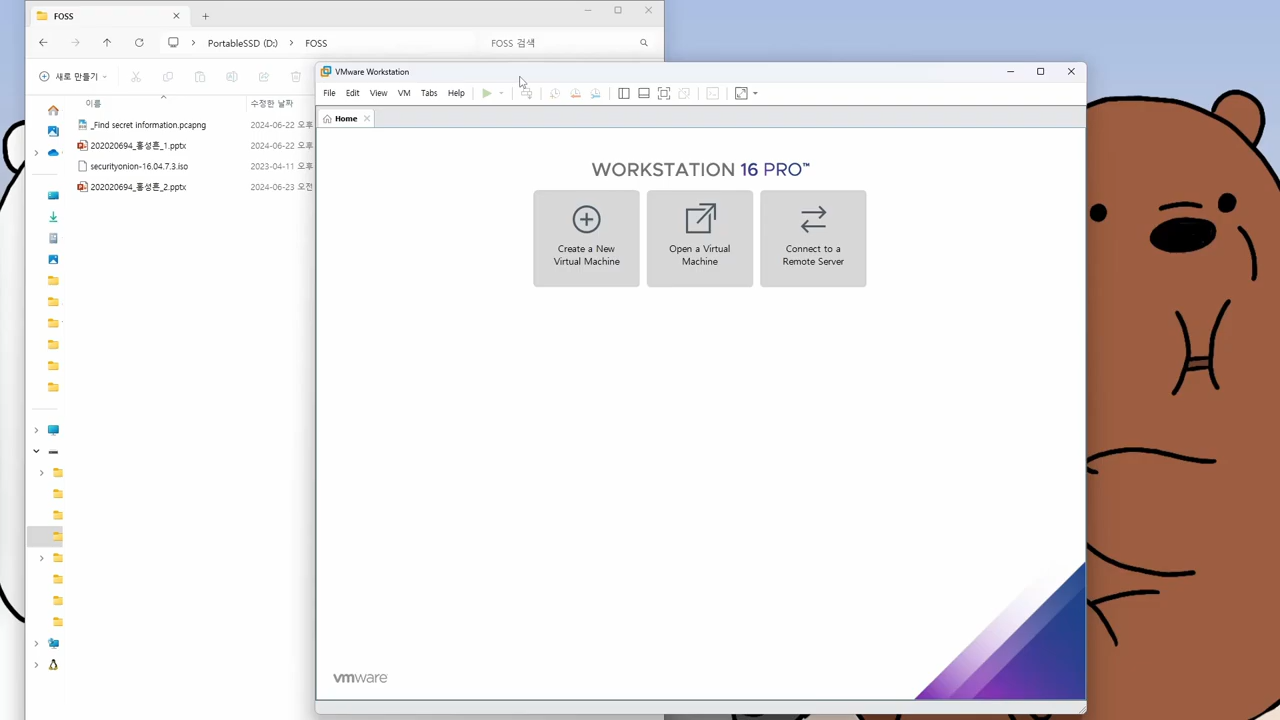 FOSS
PortableSSD (D:)
FOSS
FOSS 검색
새로 만들기
이름
수정한 날짜
_Find secret information.pcapng
2024-06-22 오후
202020694_홍성흔_1.pptx
2024-06-22 오후
securityonion-16.04.7.3.iso
2023-04-11 오후
202020694_홍성흔_2.pptx
2024-06-23 오전
VMware Workstation
File Edit View VM Tabs Help
Home
WORKSTATION 16 PRO™
Create a New
Virtual Machine
Open a Virtual
Machine
Connect to a
Remote Server
vmware